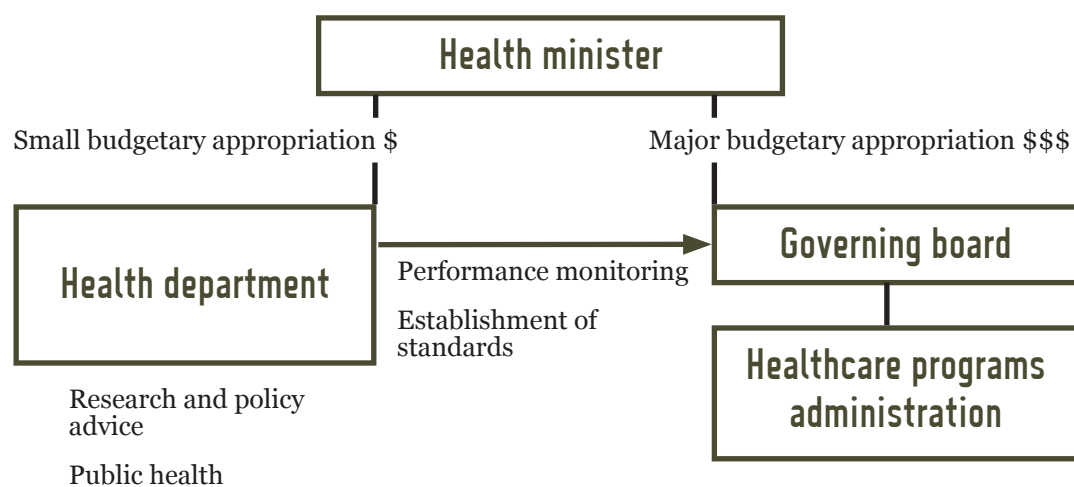 Health minister
Small budgetary appropriation $
Major budgetary appropriation $$$
Health department
Performance monitoring
Establishment of
standards
Governing board
Healthcare programs
administration
Research and policy
advice
Public health